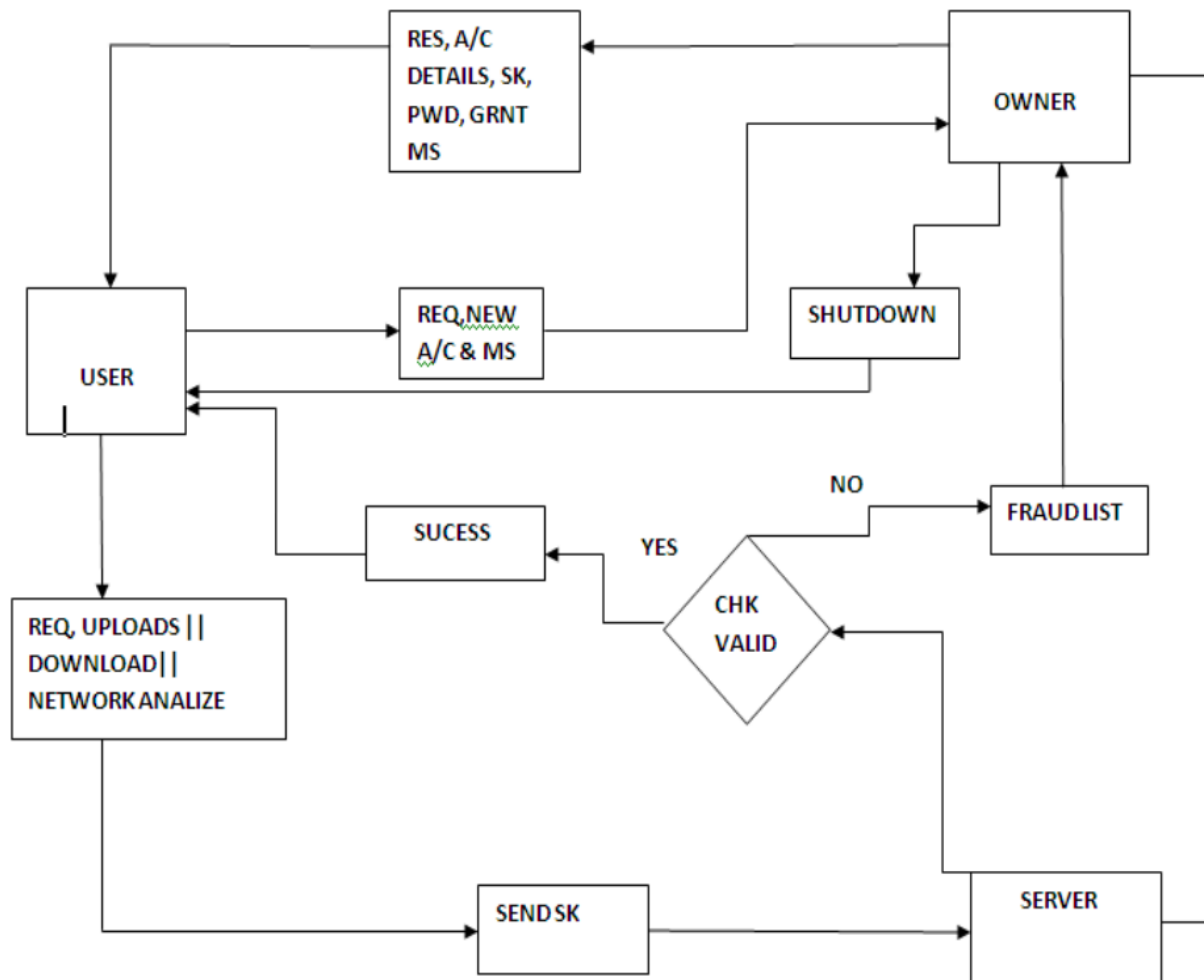 RES, A/C
DETAILS, SK,
PWD, GRNT
MS
OWNER
REQ,NEW
A/C & MS
SHUTDOWN
USER
NO
FRAUD LIST
SUCESS
YES
CHK
VALID
REQ, UPLOADS ||
DOWNLOAD||
NETWORK ANALIZE
SEND SK
SERVER